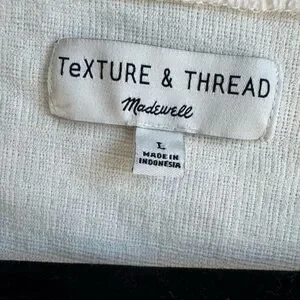 TeXTURE & THREAD
Madewell
L
MADE IN
INDONESIA